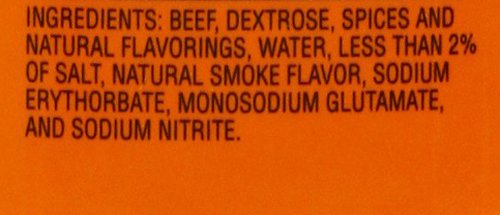 INGREDIENTS: BEEF, DEXTROSE, SPICES AND
NATURAL FLAVORINGS, WATER, LESS THAN 2%
OF SALT, NATURAL SMOKE FLAVOR, SODIUM
ERYTHORBATE, MONOSODIUM GLUTAMATE,
AND SODIUM NITRITE.